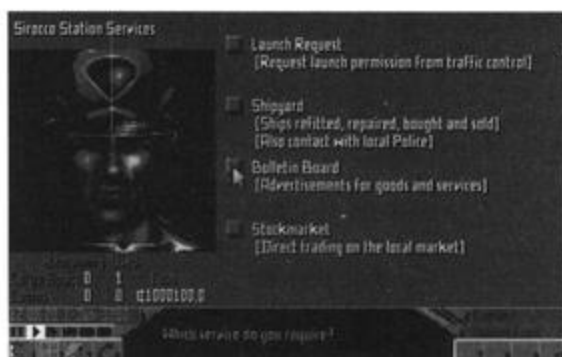 Sirocco Station Services
Launch Request
[Request launch permission from traffic control]
Shipyard
[Ships refitted, repaired, bought and sold]
[Also contact with local Police]
Bulletin Board
[Advertisements for goods and services]
Stockmarket
[Direct trading on the local market]
0 1
0 0
Which service do you require?